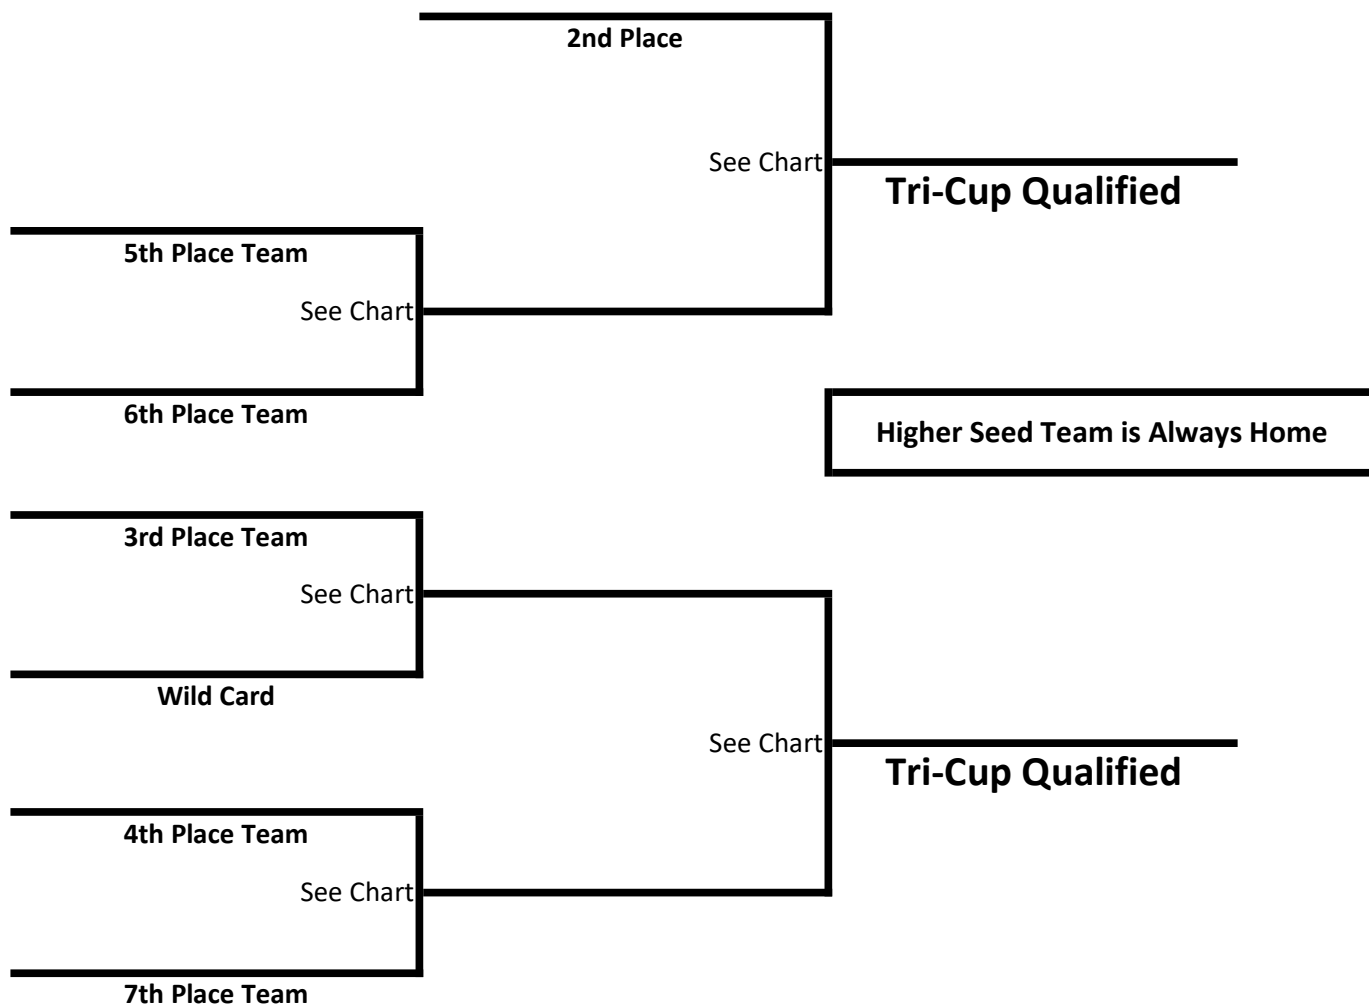 2nd Place
See Chart
Tri-Cup Qualified
5th Place Team
See Chart
6th Place Team
Higher Seed Team is Always Home
3rd Place Team
See Chart
Wild Card
See Chart
Tri-Cup Qualified
4th Place Team
See Chart
7th Place Team